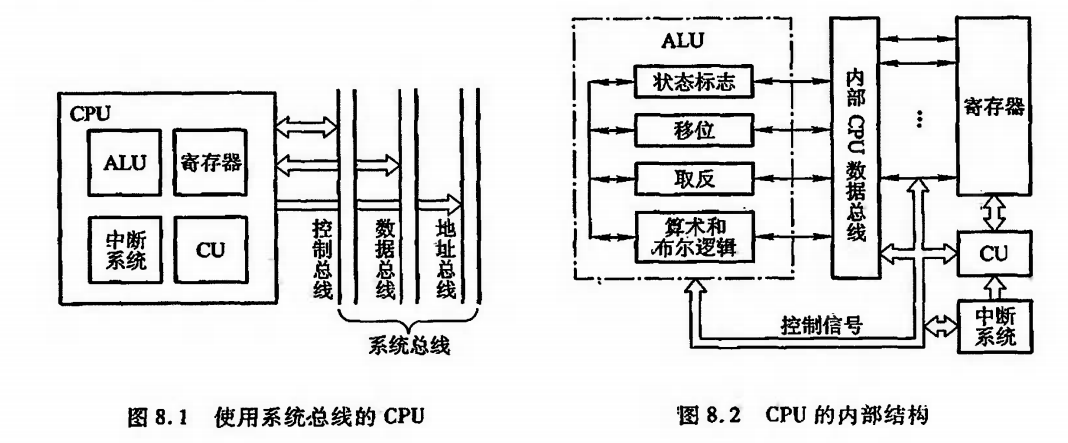 CPU
ALU
寄存器
中断
系统
CU
控制总线
数据总线
地址总线
系统总线
图 8.1 使用系统总线的 CPU
ALU
状态标志
移位
取反
算术和
布尔逻辑
内部 CPU 数据总线
…
寄存器
CU
中断
系统
控制信号
图 8.2 CPU 的内部结构